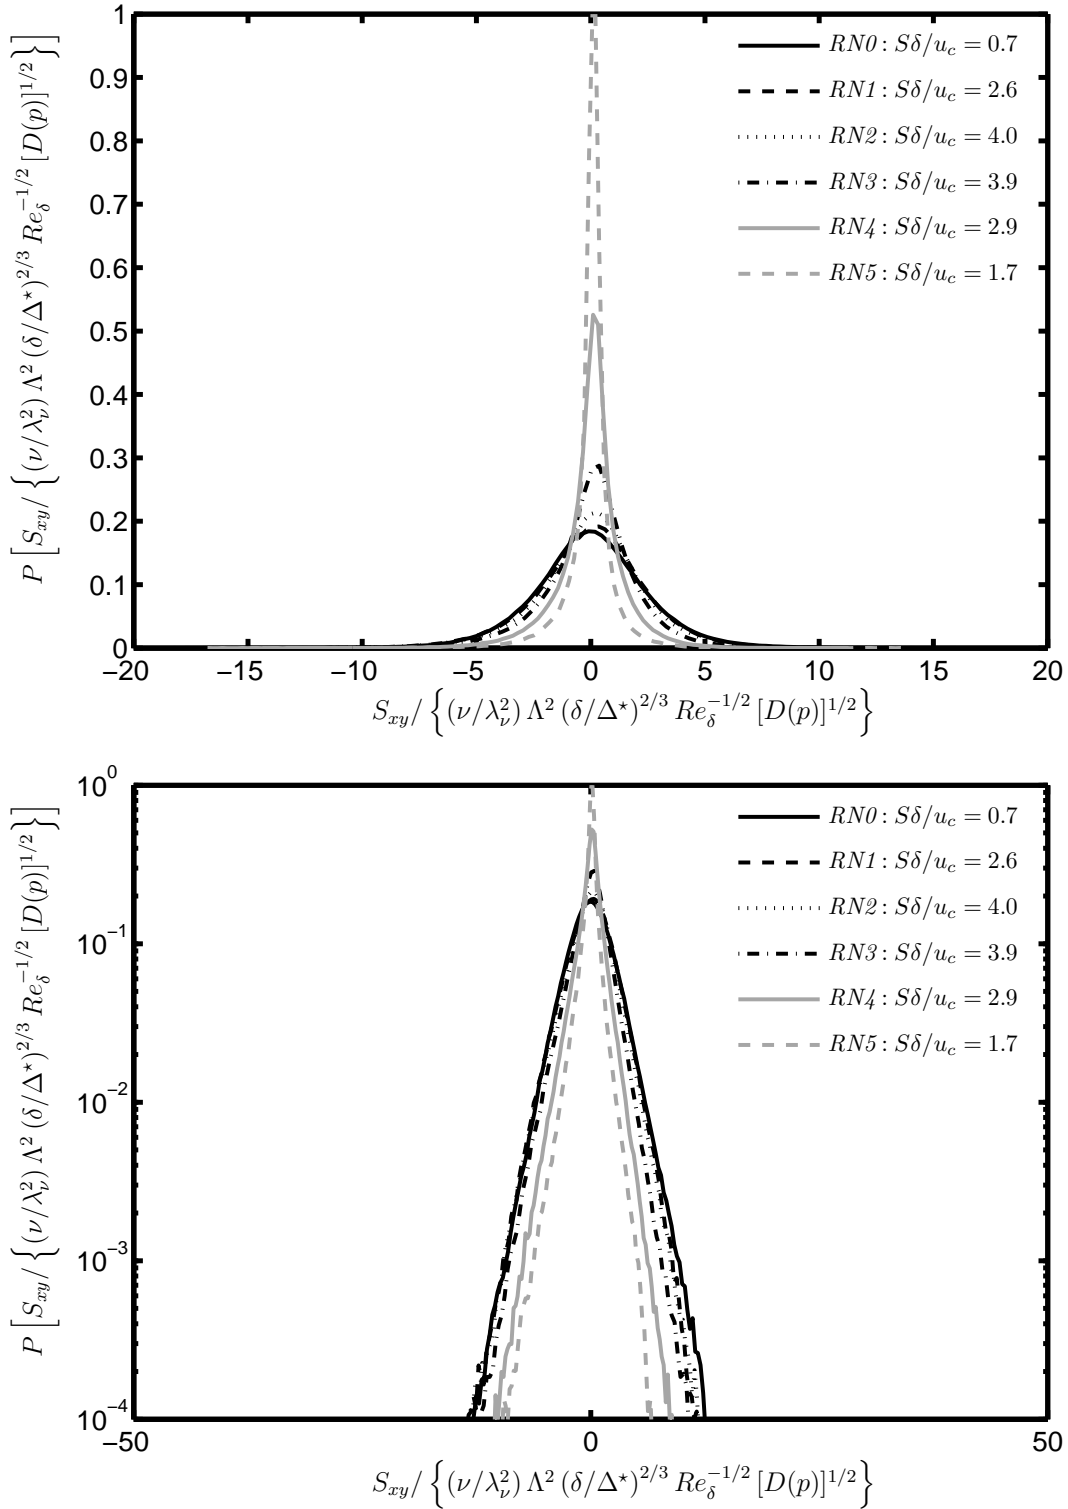 P [ S_{xy} / { (ν/λ_ν^2) Λ^2 (δ/Δ^⋆)^{2/3} Re_δ^{-1/2} [D(p)]^{1/2} } ]
1
0.9
0.8
0.7
0.6
0.5
0.4
0.3
0.2
0.1
0
RN0 : Sδ/u_c = 0.7
RN1 : Sδ/u_c = 2.6
RN2 : Sδ/u_c = 4.0
RN3 : Sδ/u_c = 3.9
RN4 : Sδ/u_c = 2.9
RN5 : Sδ/u_c = 1.7
−20 −15 −10 −5 0 5 10 15 20
S_{xy} / { (ν/λ_ν^2) Λ^2 (δ/Δ^⋆)^{2/3} Re_δ^{-1/2} [D(p)]^{1/2} }
P [ S_{xy} / { (ν/λ_ν^2) Λ^2 (δ/Δ^⋆)^{2/3} Re_δ^{-1/2} [D(p)]^{1/2} } ]
10^0
10^{−1}
10^{−2}
10^{−3}
10^{−4}
RN0 : Sδ/u_c = 0.7
RN1 : Sδ/u_c = 2.6
RN2 : Sδ/u_c = 4.0
RN3 : Sδ/u_c = 3.9
RN4 : Sδ/u_c = 2.9
RN5 : Sδ/u_c = 1.7
−50 0 50
S_{xy} / { (ν/λ_ν^2) Λ^2 (δ/Δ^⋆)^{2/3} Re_δ^{-1/2} [D(p)]^{1/2} }